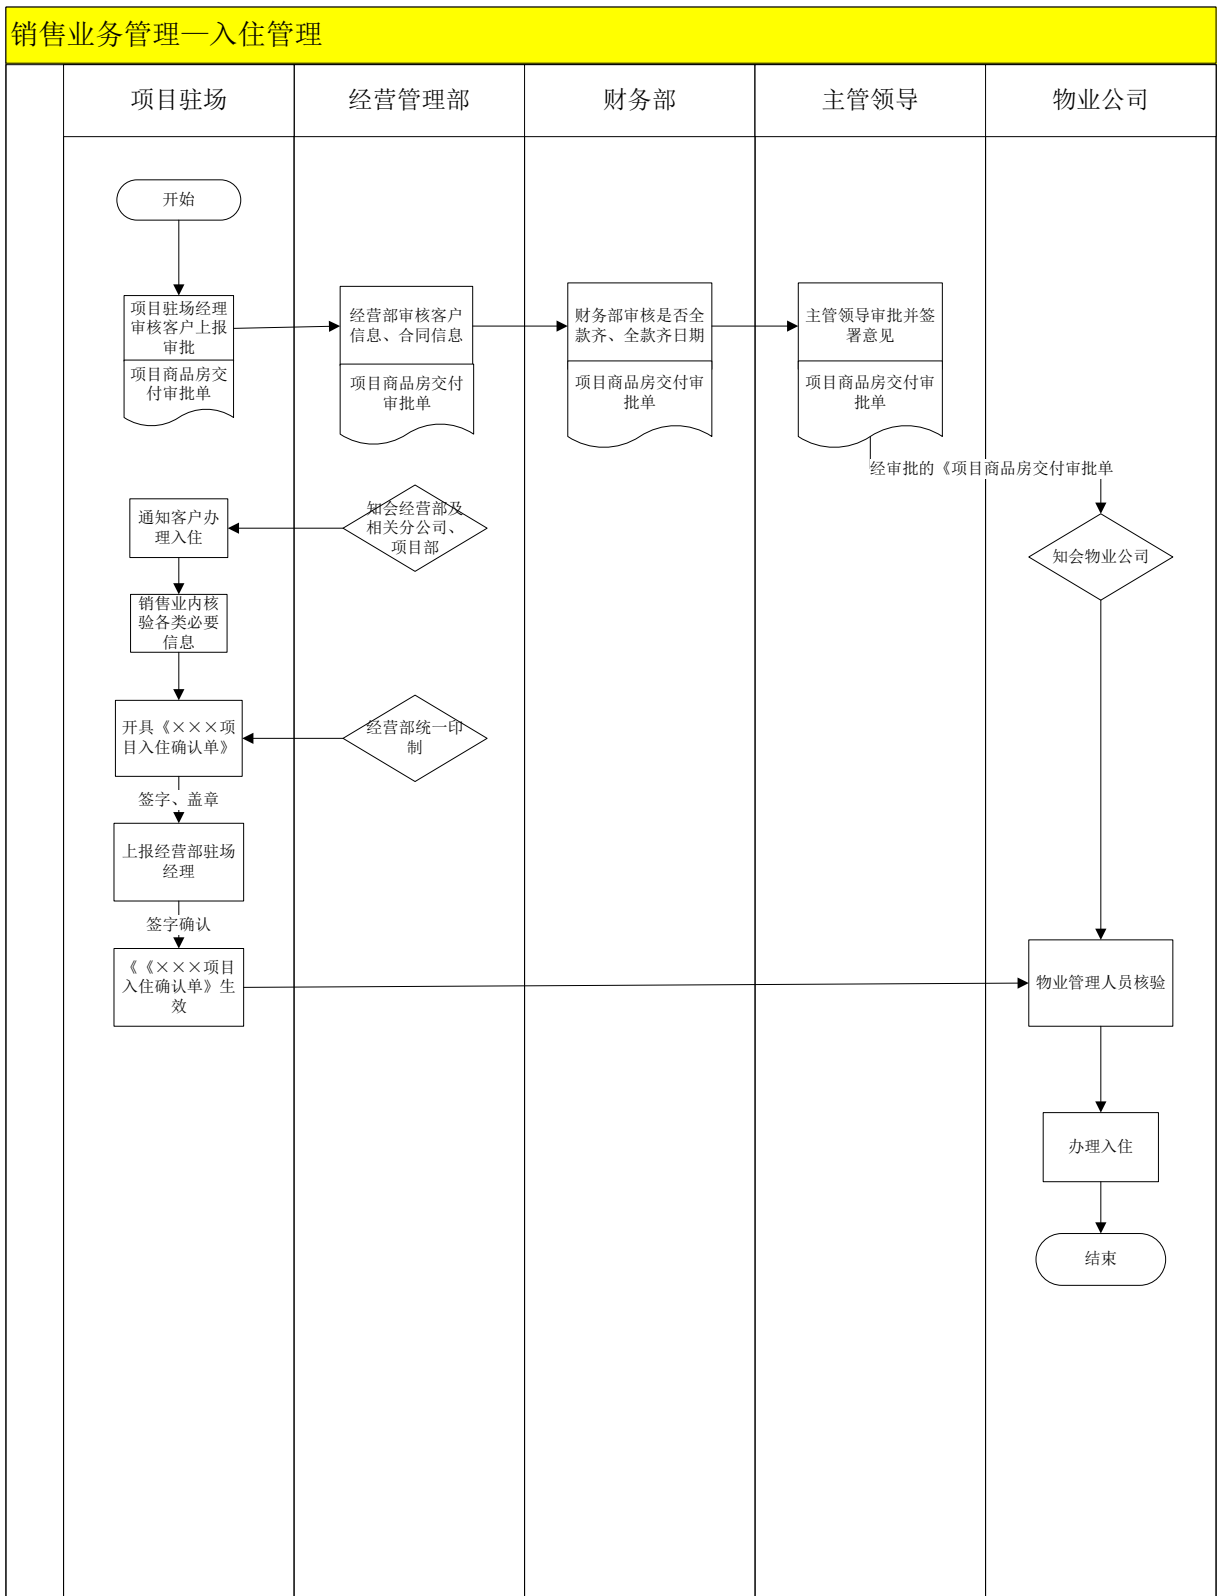 销售业务管理—入住管理
项目驻场
经营管理部
财务部
主管领导
物业公司
开始
项目驻场经理
审核客户上报
审批
项目商品房交
付审批单
经营部审核客户
信息、合同信息
项目商品房交付
审批单
财务部审核是否全
款齐、全款齐日期
项目商品房交付审
批单
主管领导审批并签
署意见
项目商品房交付审
批单
经审批的《项目商品房交付审批单
通知客户办
理入住
知会经营部及
相关分公司、
项目部
知会物业公司
销售业内核
验各类必要
信息
开具《×××项
目入住确认单》
经营部统一印
制
签字、盖章
上报经营部驻场
经理
签字确认
《《×××项目
入住确认单》生
效
物业管理人员核验
办理入住
结束